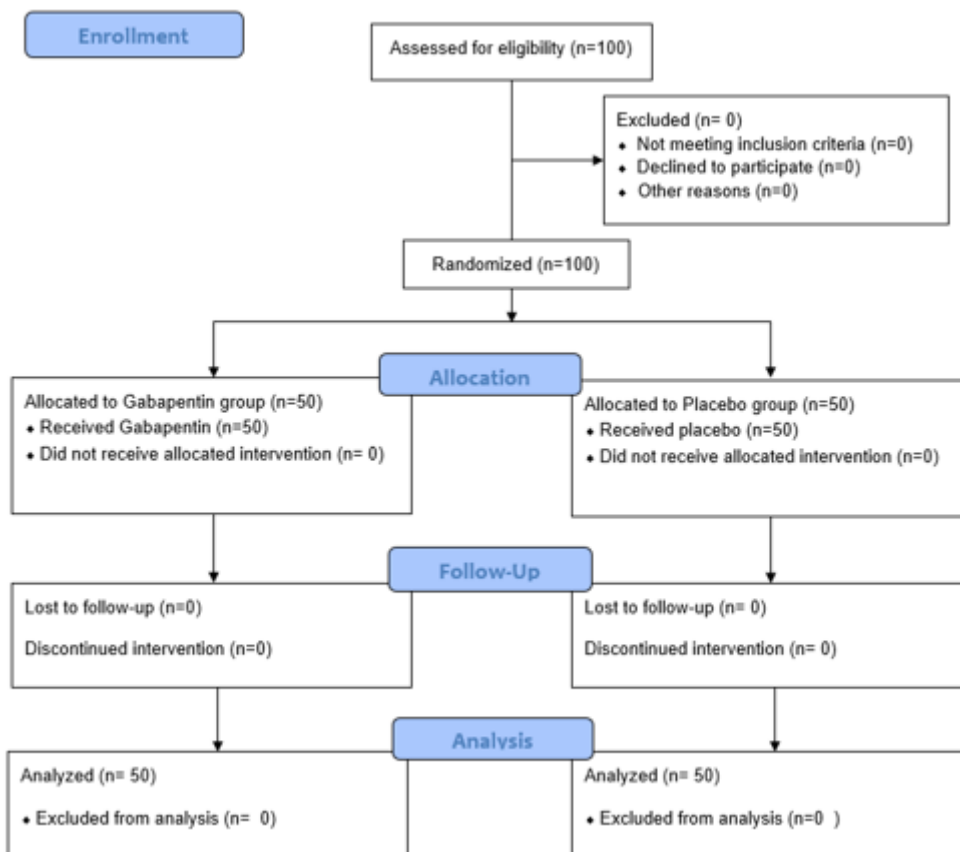 Enrollment
Assessed for eligibility (n=100)
Excluded (n= 0)
⬥ Not meeting inclusion criteria (n=0)
⬥ Declined to participate (n=0)
⬥ Other reasons (n=0)
Randomized (n=100)
Allocation
Allocated to Gabapentin group (n=50)
⬥ Received Gabapentin (n=50)
⬥ Did not receive allocated intervention (n= 0)
Allocated to Placebo group (n=50)
⬥ Received placebo (n=50)
⬥ Did not receive allocated intervention (n=0)
Follow-Up
Lost to follow-up (n=0)
Discontinued intervention (n=0)
Lost to follow-up (n= 0)
Discontinued intervention (n= 0)
Analysis
Analyzed (n= 50)
⬥ Excluded from analysis (n=  0)
Analyzed (n= 50)
⬥ Excluded from analysis (n=0  )